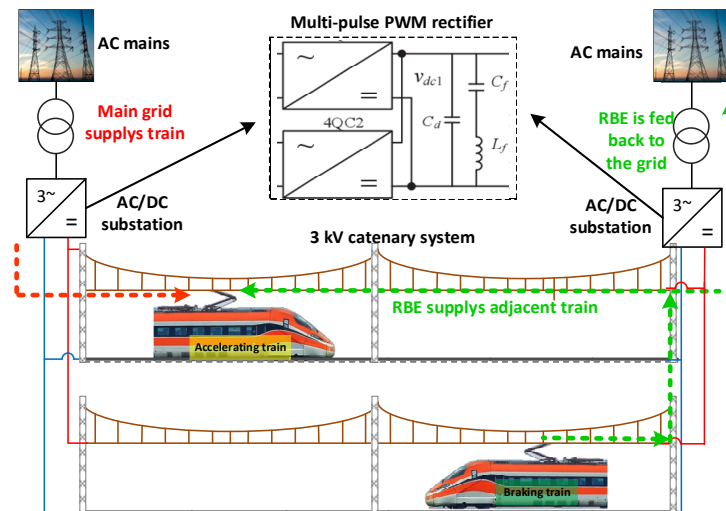 Multi-pulse PWM rectifier
AC mains
AC mains
Main grid
supplys train
RBE is fed
back to
the grid
~
=
4QC2
~
=
v_dc1
C_d
C_f
L_f
3~
=
AC/DC
substation
AC/DC
substation
3~
=
3 kV catenary system
RBE supplys adjacent train
Accelerating train
Braking train